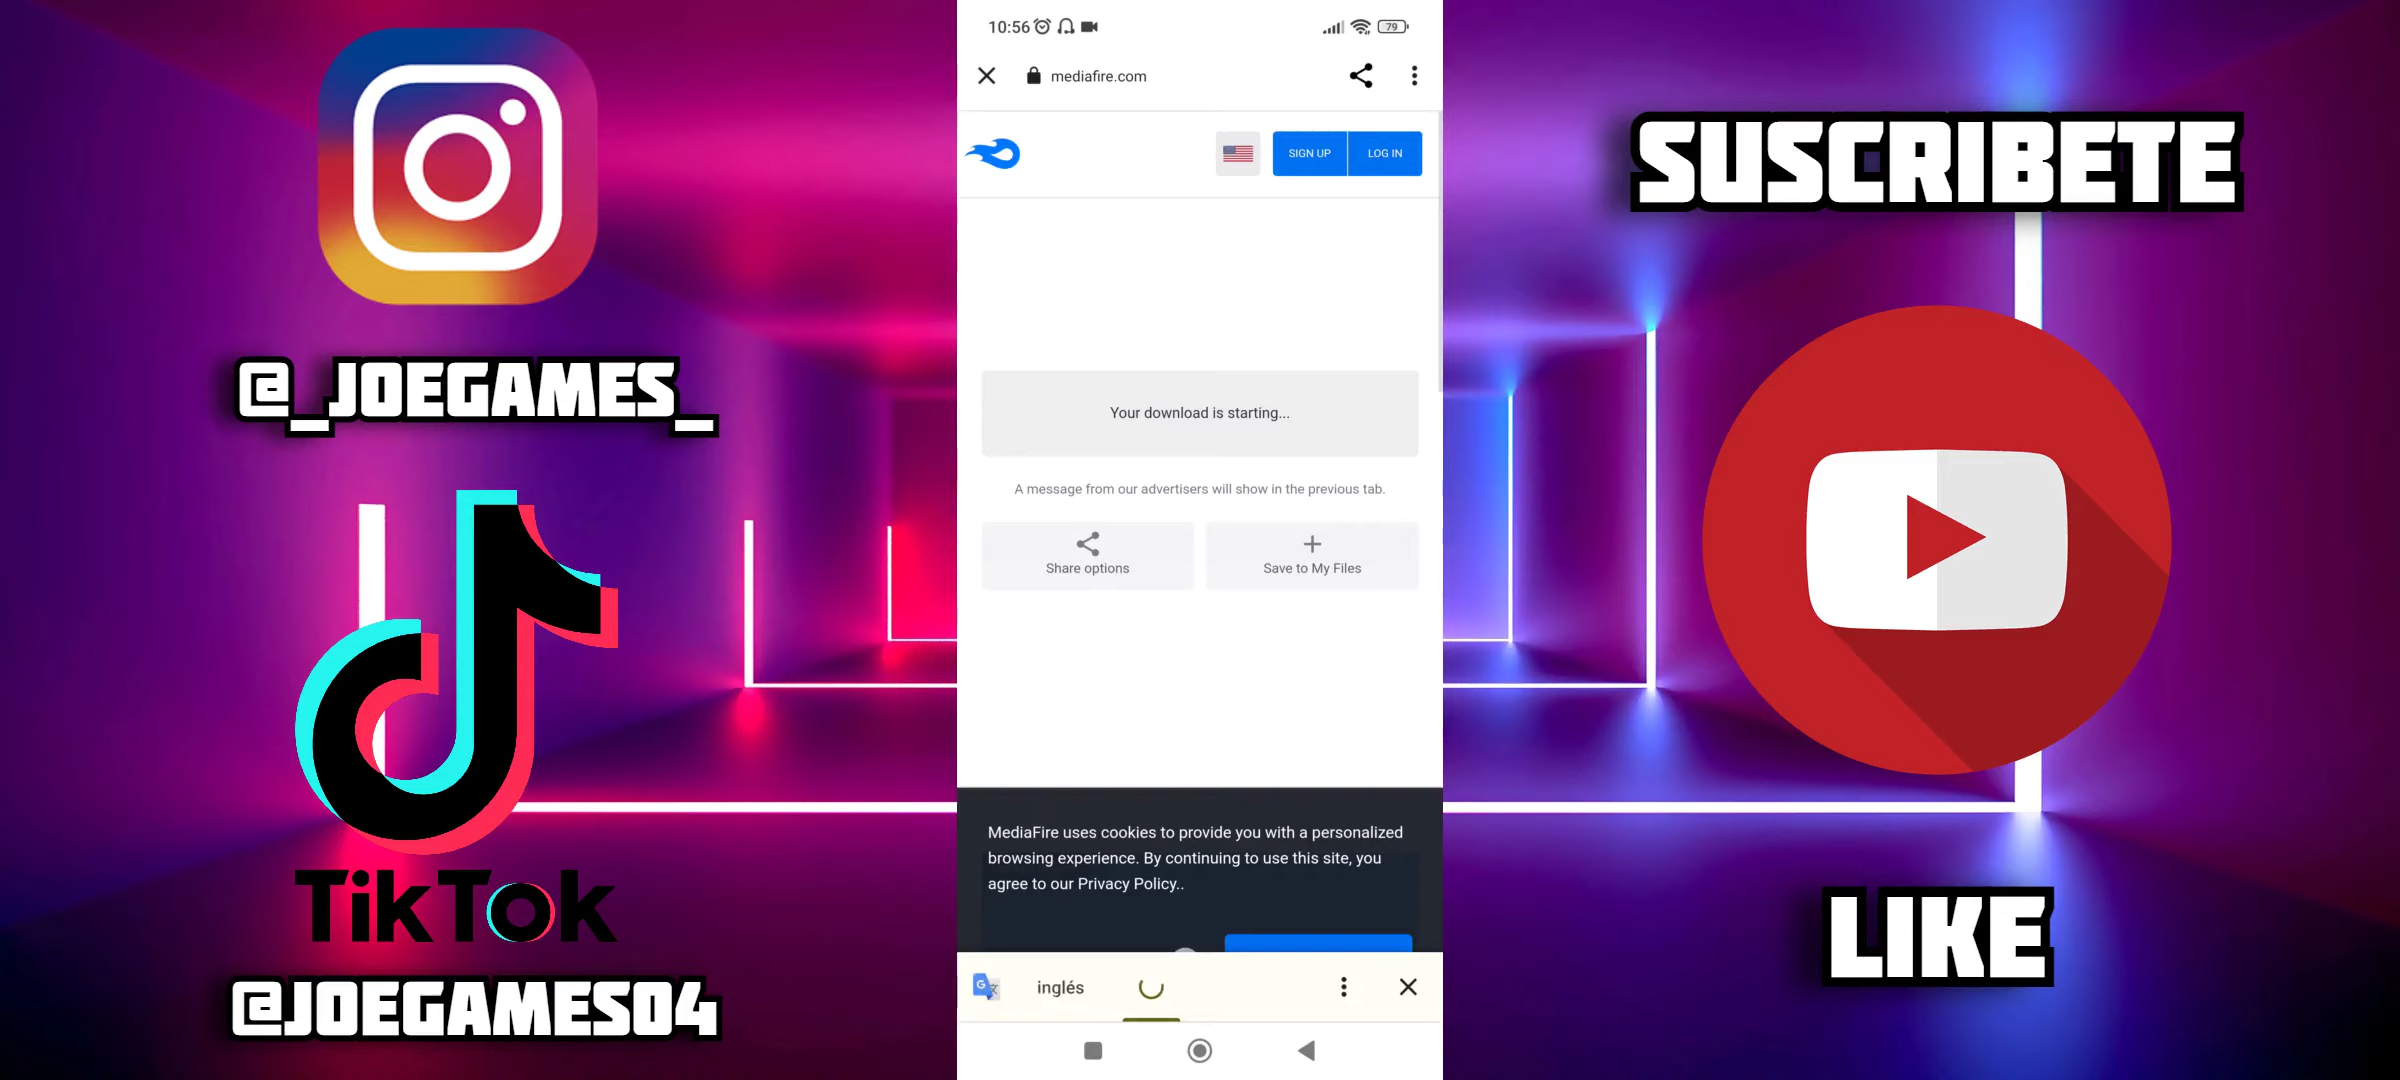 @_JOEGAMES_
TikTok
@JOEGAMES04
10:56
79
mediafire.com
SIGN UP
LOG IN
Your download is starting...
A message from our advertisers will show in the previous tab.
Share options
Save to My Files
MediaFire uses cookies to provide you with a personalized
browsing experience. By continuing to use this site, you
agree to our Privacy Policy..
G
inglés
SUSCRIBETE
LIKE